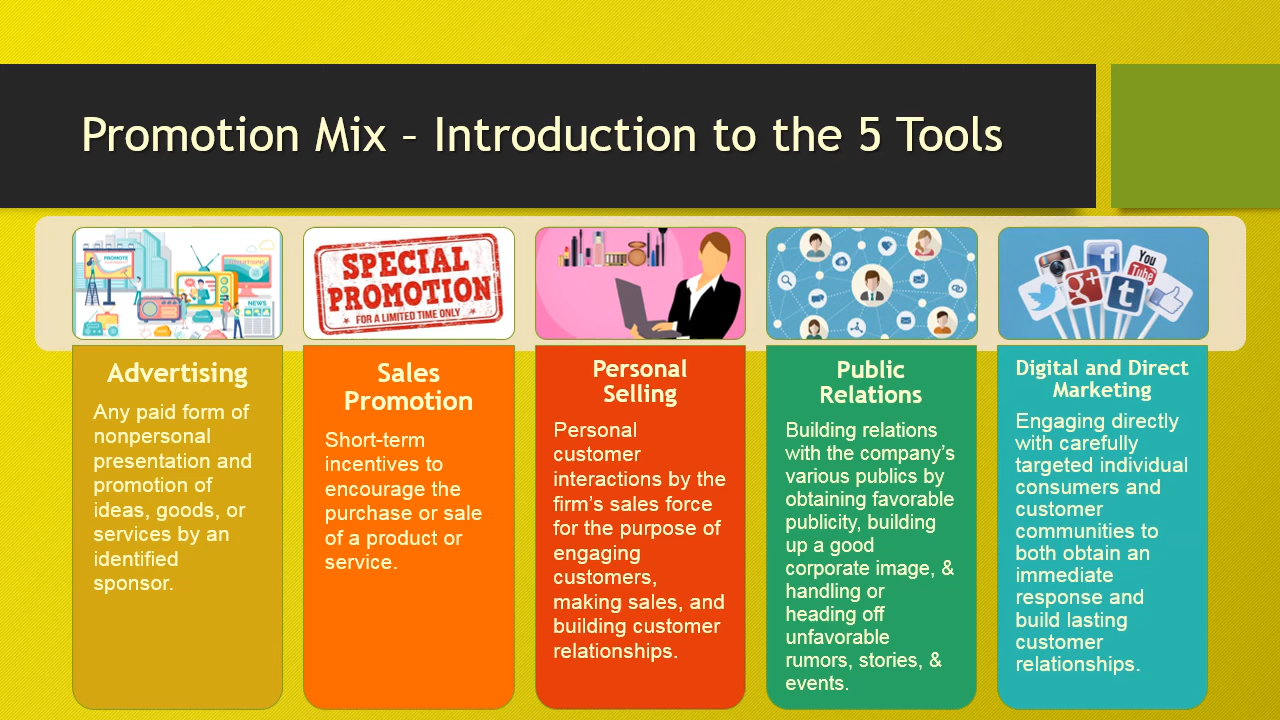 Promotion Mix – Introduction to the 5 Tools
PROMOTE
ADVERTISING
NEWS
SPECIAL
PROMOTION
FOR A LIMITED TIME ONLY
f
You
Tube
g+
t
Advertising
Any paid form of
nonpersonal
presentation and
promotion of
ideas, goods, or
services by an
identified
sponsor.
Sales
Promotion
Short-term
incentives to
encourage the
purchase or sale
of a product or
service.
Personal
Selling
Personal
customer
interactions by the
firm’s sales force
for the purpose of
engaging
customers,
making sales, and
building customer
relationships.
Public
Relations
Building relations
with the company’s
various publics by
obtaining favorable
publicity, building
up a good
corporate image, &
handling or
heading off
unfavorable
rumors, stories, &
events.
Digital and Direct
Marketing
Engaging directly
with carefully
targeted individual
consumers and
customer
communities to
both obtain an
immediate
response and
build lasting
customer
relationships.